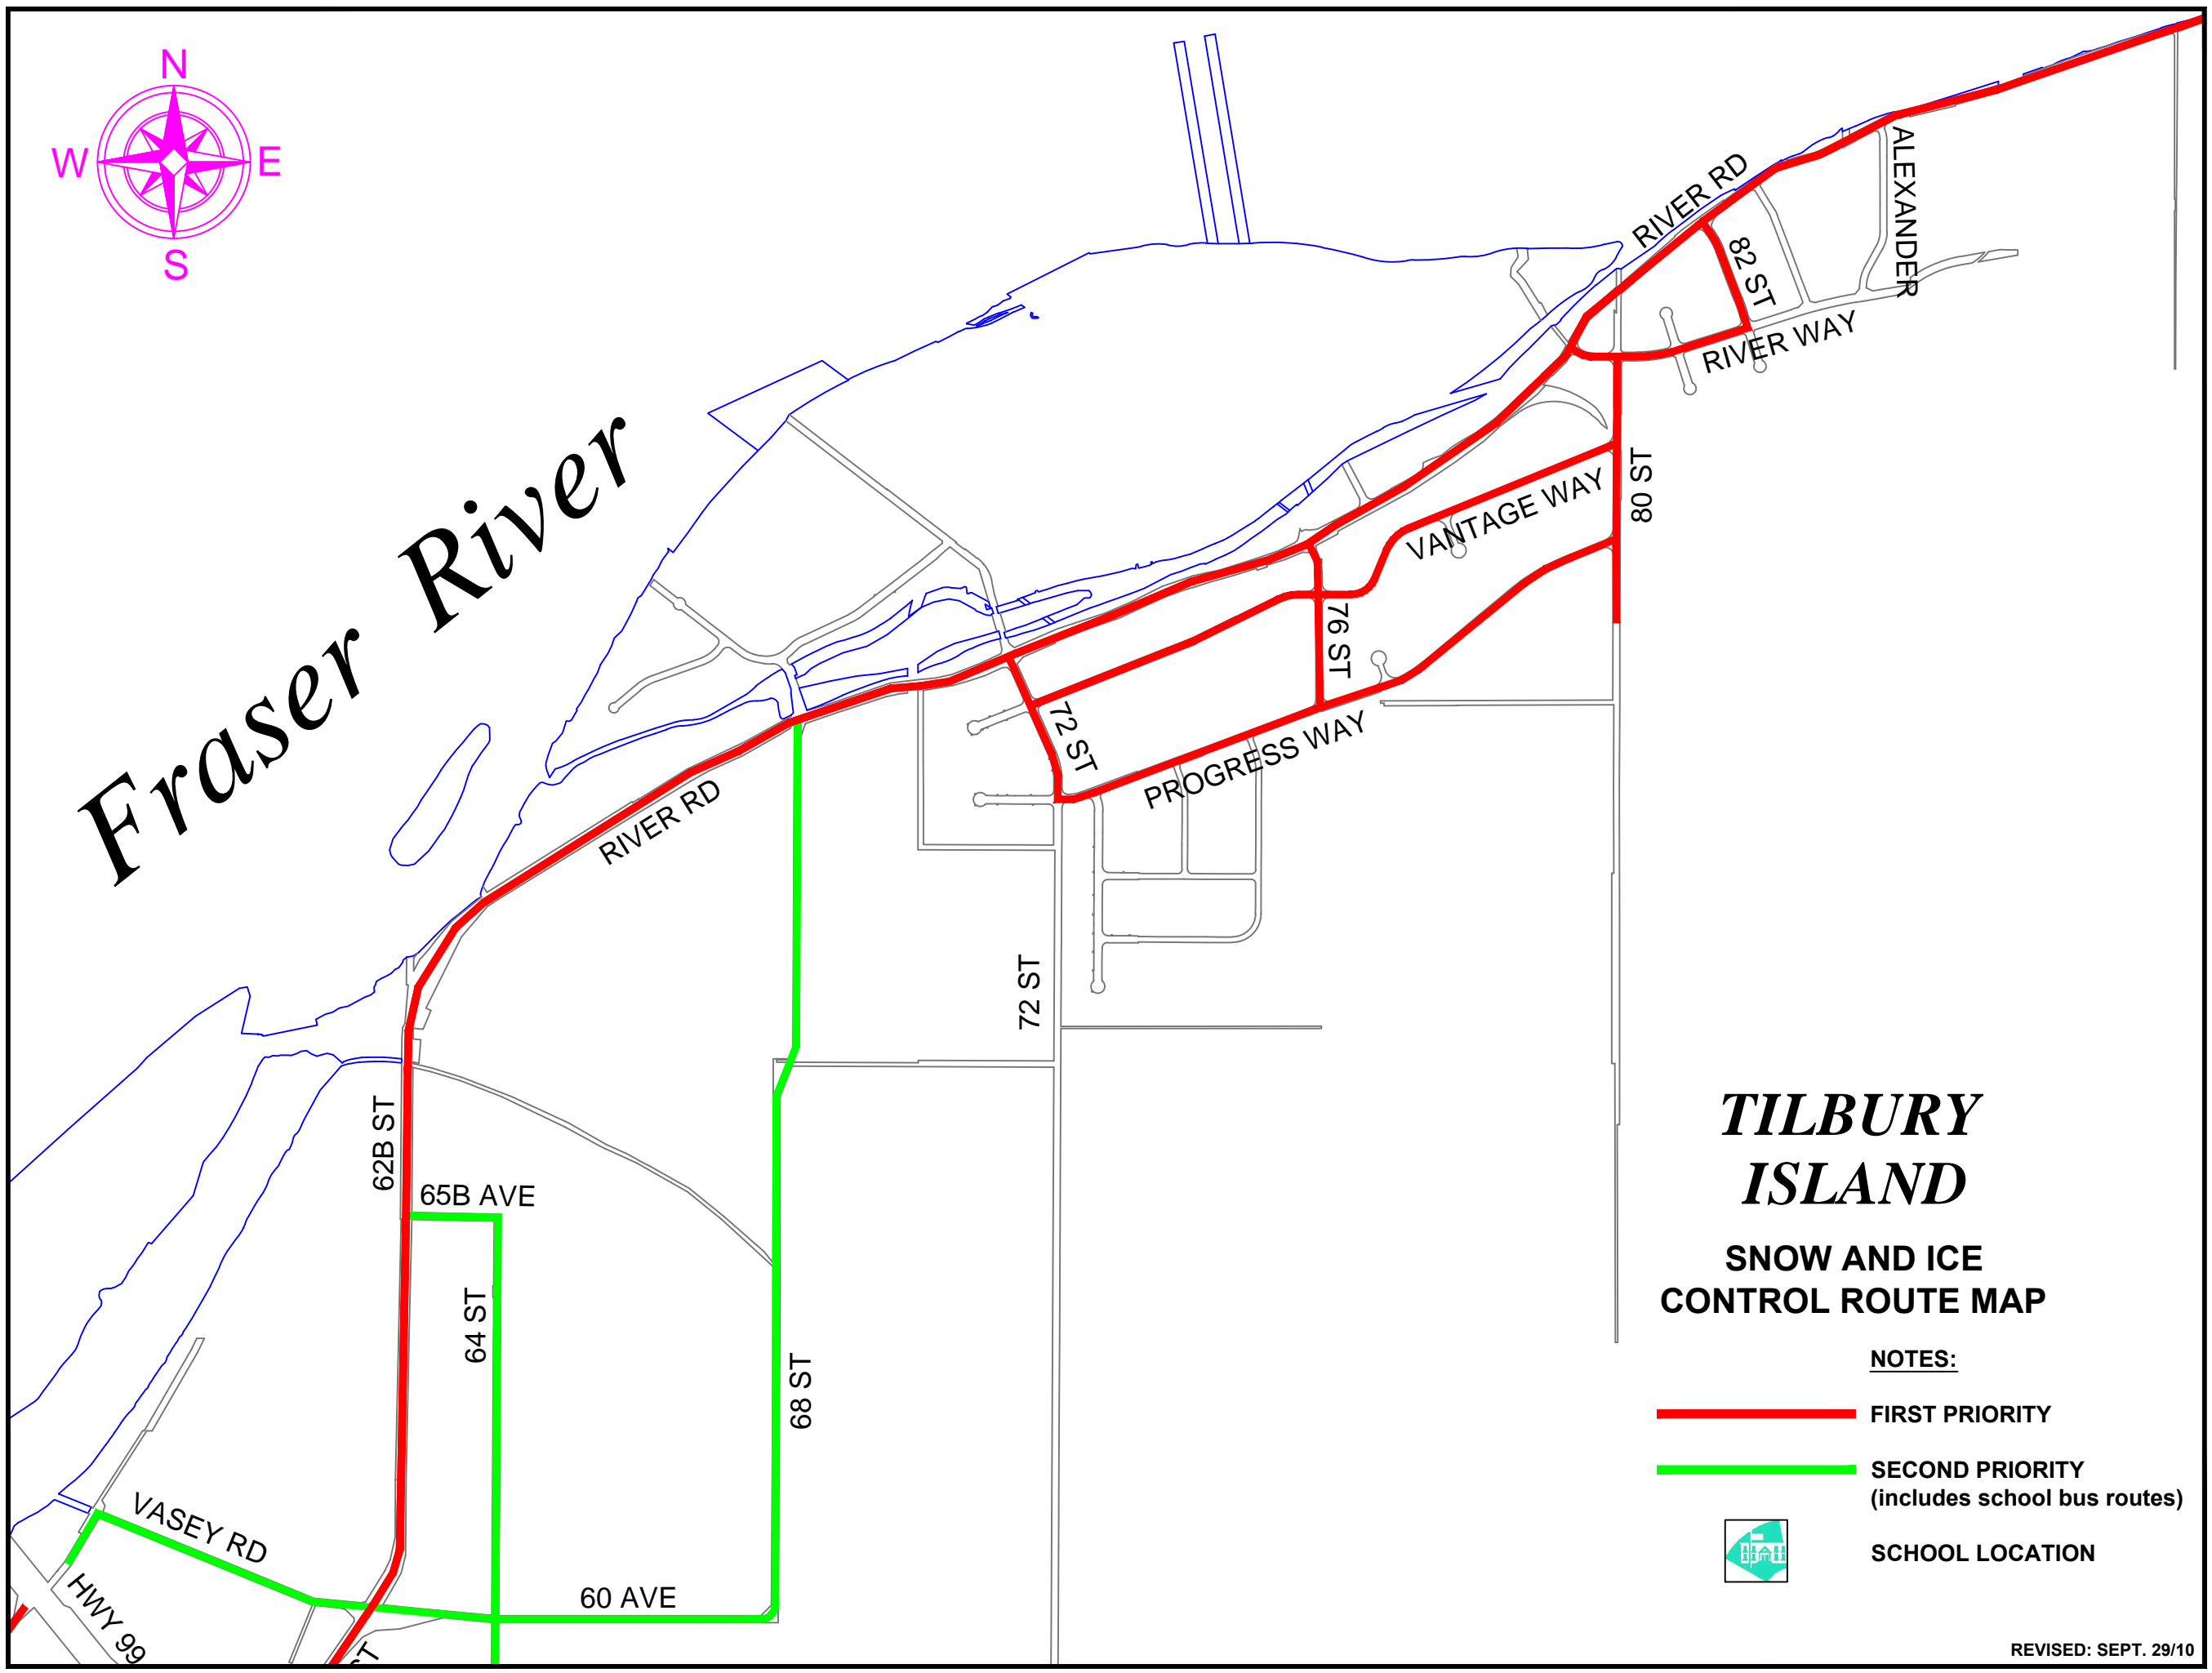 N
W
E
S
Fraser River
RIVER RD
ALEXANDER
82 ST
RIVER WAY
80 ST
VANTAGE WAY
76 ST
72 ST
PROGRESS WAY
RIVER RD
72 ST
62B ST
65B AVE
64 ST
68 ST
VASEY RD
60 AVE
HWY 99
ST
TILBURY
ISLAND
SNOW AND ICE
CONTROL ROUTE MAP
NOTES:
FIRST PRIORITY
SECOND PRIORITY
(includes school bus routes)
SCHOOL LOCATION
REVISED: SEPT. 29/10